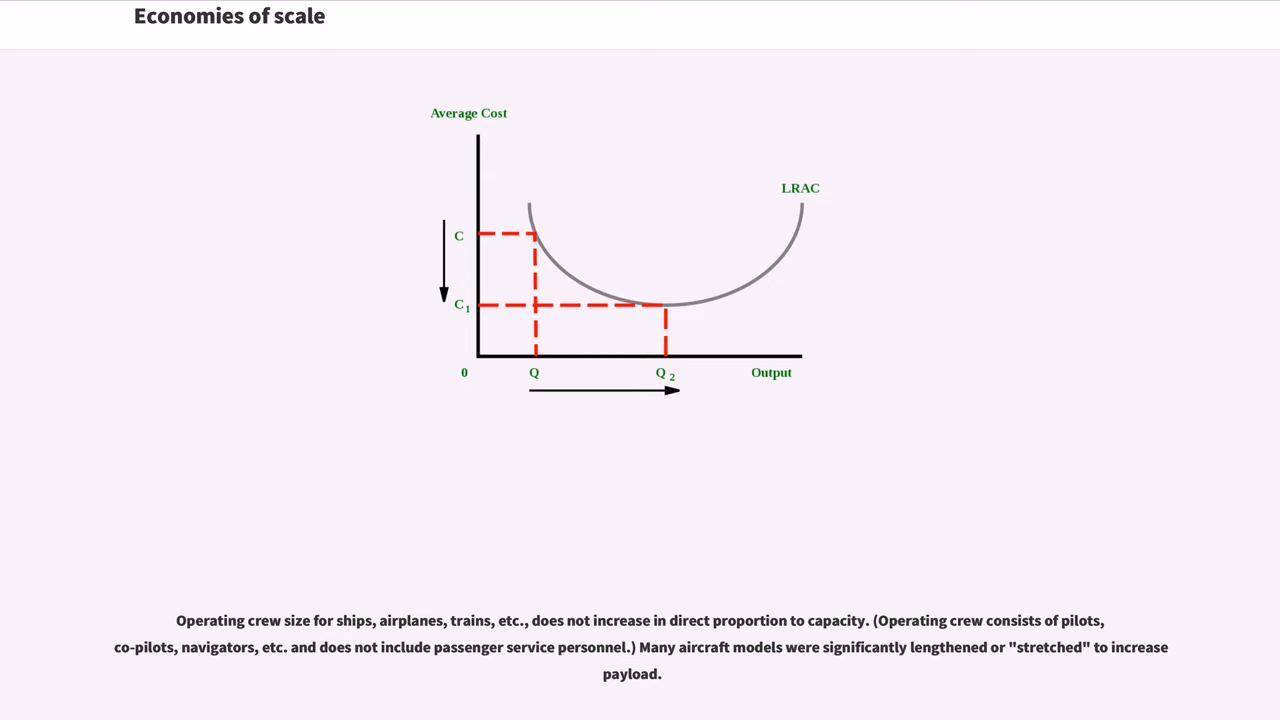 Economies of scale
Average Cost
LRAC
C
C1
0
Q
Q2
Output
Operating crew size for ships, airplanes, trains, etc., does not increase in direct proportion to capacity. (Operating crew consists of pilots,
co-pilots, navigators, etc. and does not include passenger service personnel.) Many aircraft models were significantly lengthened or "stretched" to increase
payload.